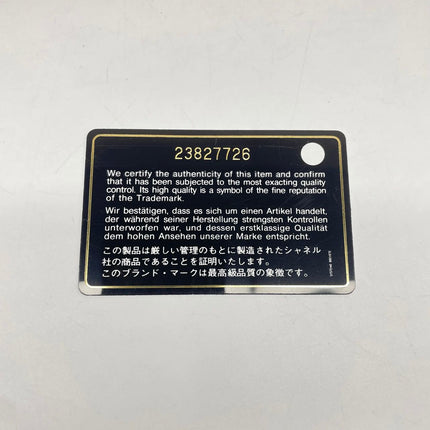 23827726
We certify the authenticity of this item and confirm
that it has been subjected to the most exacting quality
control. Its high quality is a symbol of the fine reputation
of the Trademark.
Wir bestätigen, dass es sich um einen Artikel handelt,
der während seiner Herstellung strengsten Kontrollen
unterworfen war, und dessen erstklassige Qualität
dem hohen Ansehen unserer Marke entspricht.
この製品は厳しい管理のもとに製造されたシャネル
社の商品であることを証明いたします。
このブランド・マークは最高級品質の象徴です。